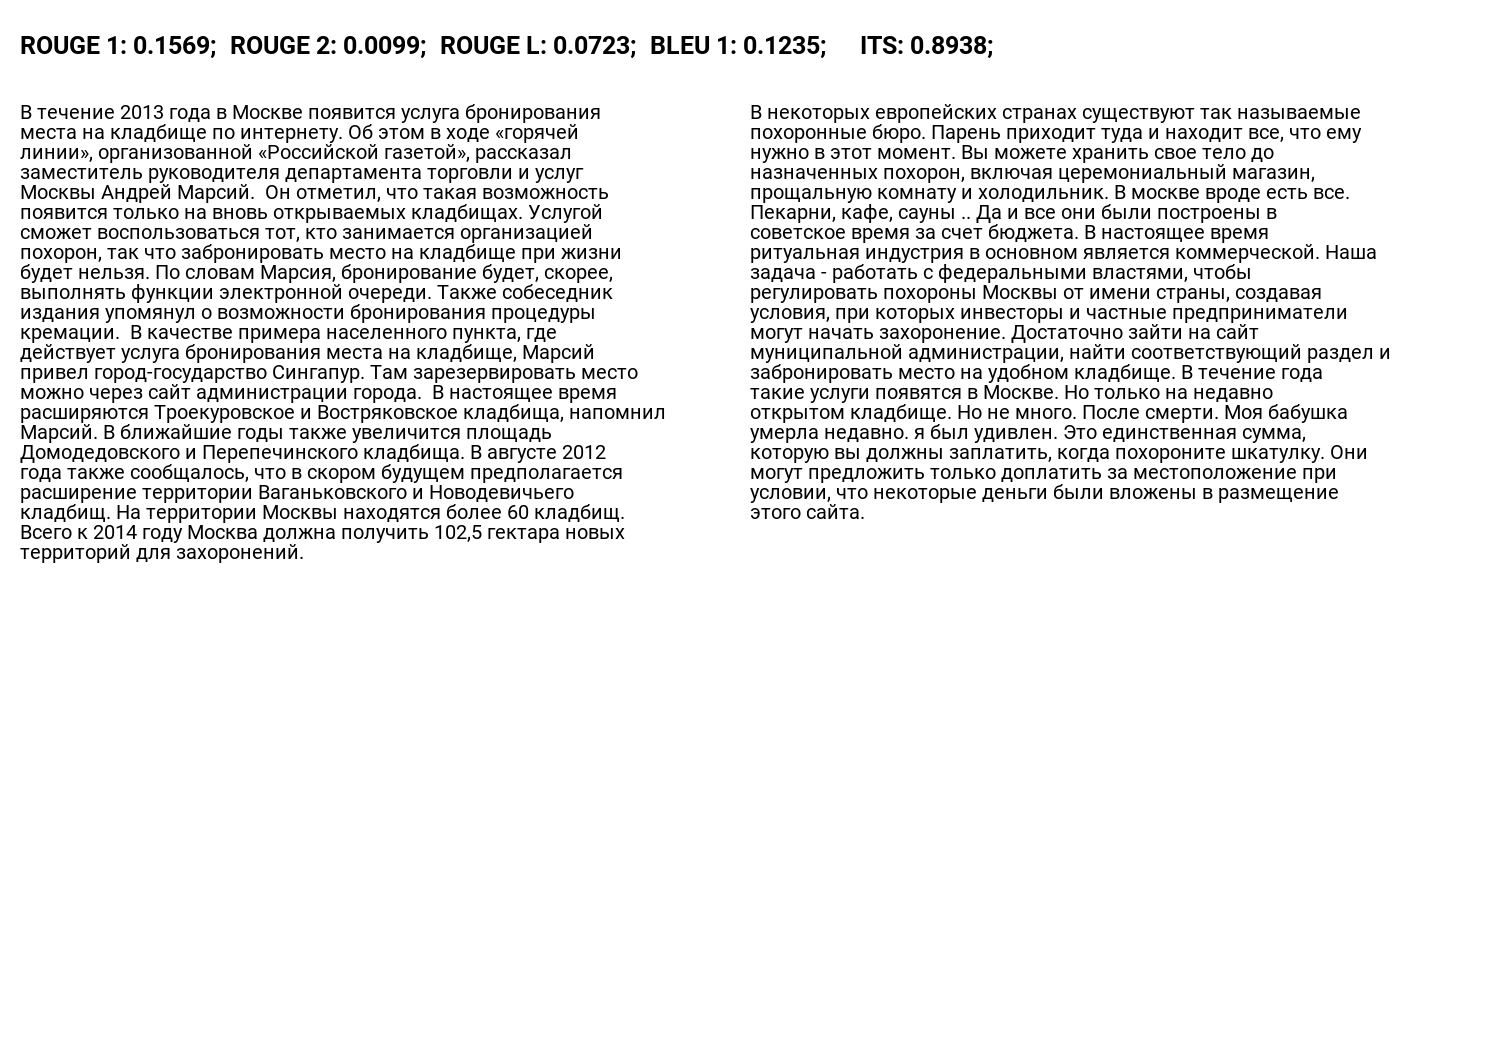 ROUGE 1: 0.1569;  ROUGE 2: 0.0099;  ROUGE L: 0.0723;  BLEU 1: 0.1235;     ITS: 0.8938;
В течение 2013 года в Москве появится услуга бронирования
места на кладбище по интернету. Об этом в ходе «горячей
линии», организованной «Российской газетой», рассказал
заместитель руководителя департамента торговли и услуг
Москвы Андрей Марсий.  Он отметил, что такая возможность
появится только на вновь открываемых кладбищах. Услугой
сможет воспользоваться тот, кто занимается организацией
похорон, так что забронировать место на кладбище при жизни
будет нельзя. По словам Марсия, бронирование будет, скорее,
выполнять функции электронной очереди. Также собеседник
издания упомянул о возможности бронирования процедуры
кремации.  В качестве примера населенного пункта, где
действует услуга бронирования места на кладбище, Марсий
привел город-государство Сингапур. Там зарезервировать место
можно через сайт администрации города.  В настоящее время
расширяются Троекуровское и Востряковское кладбища, напомнил
Марсий. В ближайшие годы также увеличится площадь
Домодедовского и Перепечинского кладбища. В августе 2012
года также сообщалось, что в скором будущем предполагается
расширение территории Ваганьковского и Новодевичьего
кладбищ. На территории Москвы находятся более 60 кладбищ.
Всего к 2014 году Москва должна получить 102,5 гектара новых
территорий для захоронений.
В некоторых европейских странах существуют так называемые
похоронные бюро. Парень приходит туда и находит все, что ему
нужно в этот момент. Вы можете хранить свое тело до
назначенных похорон, включая церемониальный магазин,
прощальную комнату и холодильник. В москве вроде есть все.
Пекарни, кафе, сауны .. Да и все они были построены в
советское время за счет бюджета. В настоящее время
ритуальная индустрия в основном является коммерческой. Наша
задача - работать с федеральными властями, чтобы
регулировать похороны Москвы от имени страны, создавая
условия, при которых инвесторы и частные предприниматели
могут начать захоронение. Достаточно зайти на сайт
муниципальной администрации, найти соответствующий раздел и
забронировать место на удобном кладбище. В течение года
такие услуги появятся в Москве. Но только на недавно
открытом кладбище. Но не много. После смерти. Моя бабушка
умерла недавно. я был удивлен. Это единственная сумма,
которую вы должны заплатить, когда похороните шкатулку. Они
могут предложить только доплатить за местоположение при
условии, что некоторые деньги были вложены в размещение
этого сайта.